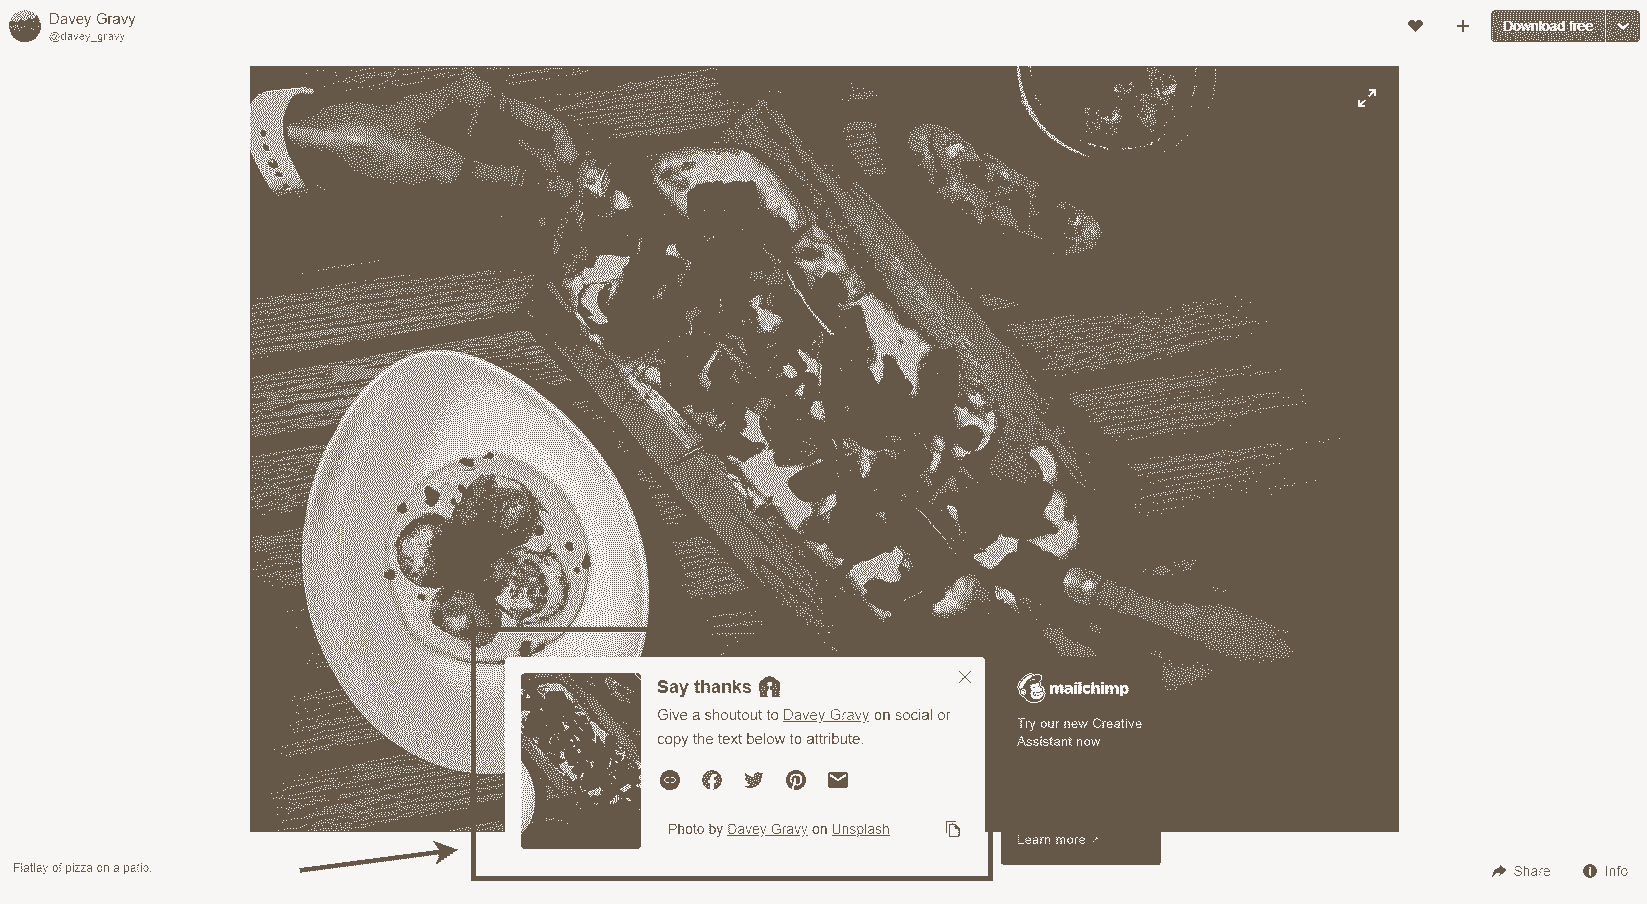 Davey Gravy
@davey_gravy
Download free
Say thanks
Give a shoutout to Davey Gravy on social or
copy the text below to attribute.
Photo by Davey Gravy on Unsplash
mailchimp
Try our new Creative
Assistant now
Learn more ↗
Flatlay of pizza on a patio.
Share
Info